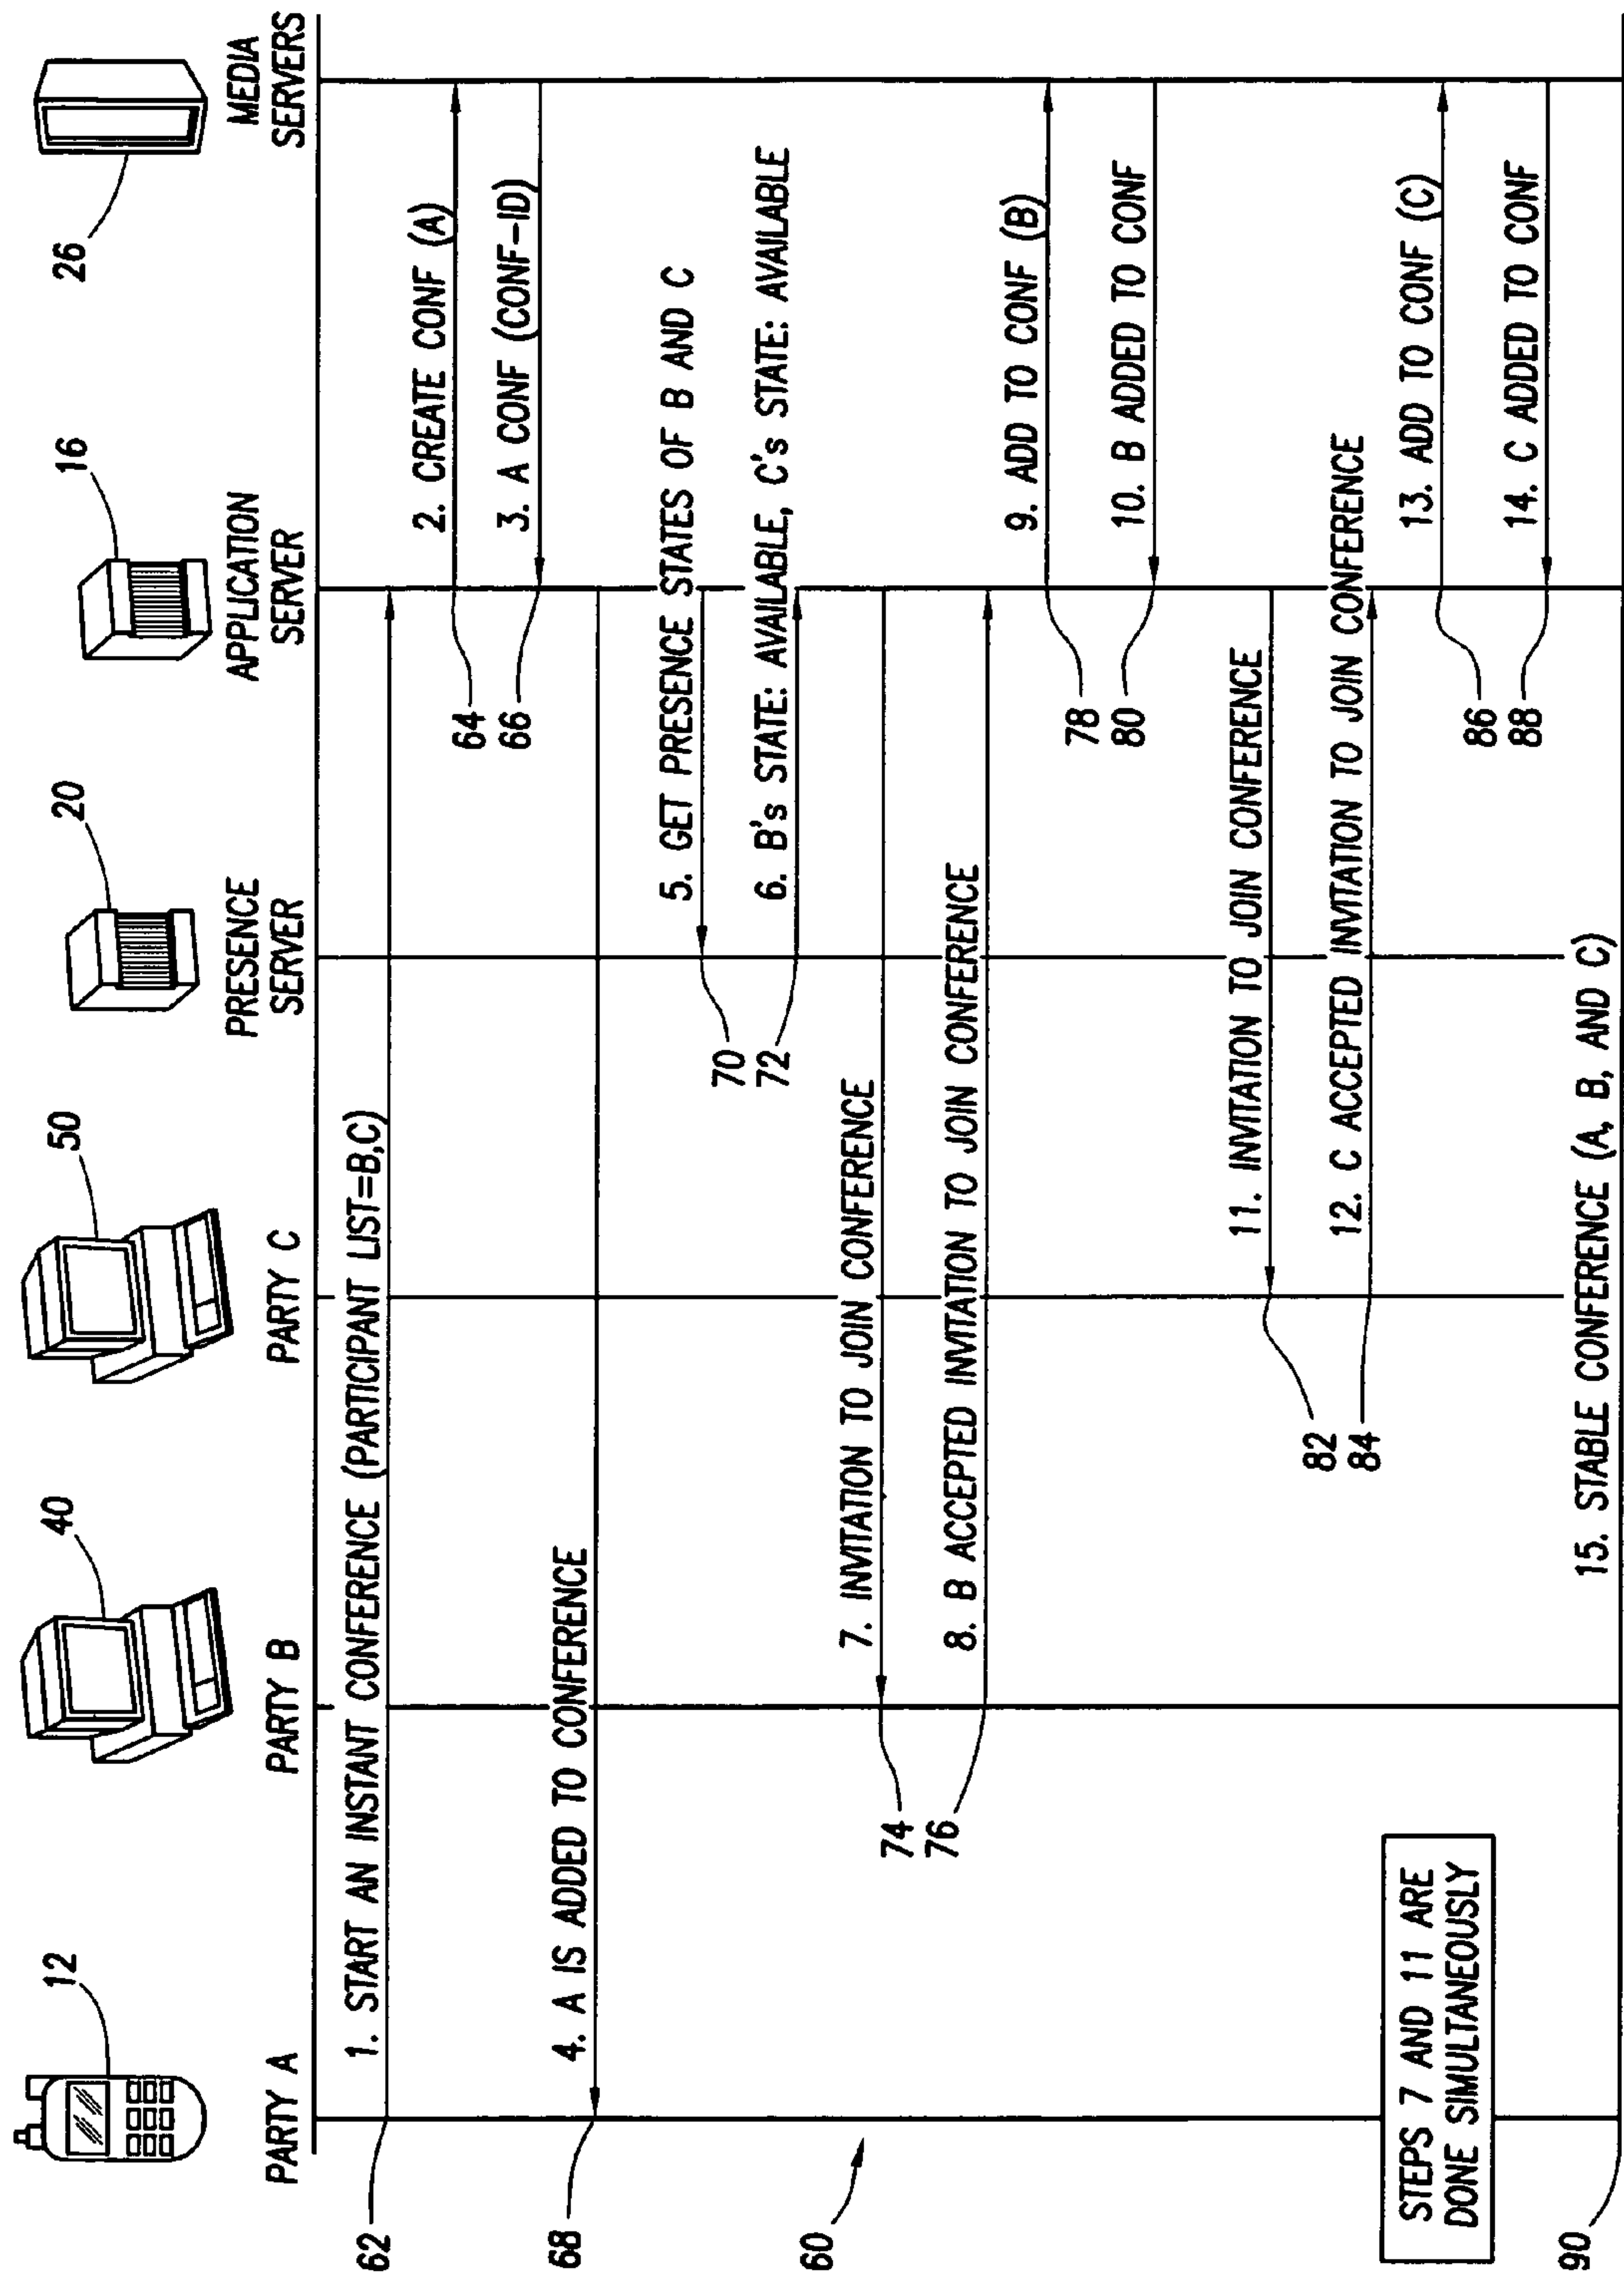 12
40
50
20
16
26
PARTY A
PARTY B
PARTY C
PRESENCE
SERVER
APPLICATION
SERVER
MEDIA
SERVERS
62
1. START AN INSTANT CONFERENCE (PARTICIPANT LIST=B,C)
2. CREATE CONF (A)
64
3. A CONF (CONF-ID)
66
68
4. A IS ADDED TO CONFERENCE
5. GET PRESENCE STATES OF B AND C
70
6. B's STATE: AVAILABLE, C's STATE: AVAILABLE
72
60
7. INVITATION TO JOIN CONFERENCE
74
8. B ACCEPTED INVITATION TO JOIN CONFERENCE
76
9. ADD TO CONF (B)
78
10. B ADDED TO CONF
80
11. INVITATION TO JOIN CONFERENCE
82
12. C ACCEPTED INVITATION TO JOIN CONFERENCE
84
13. ADD TO CONF (C)
86
14. C ADDED TO CONF
88
STEPS 7 AND 11 ARE
DONE SIMULTANEOUSLY
15. STABLE CONFERENCE (A, B, AND C)
90